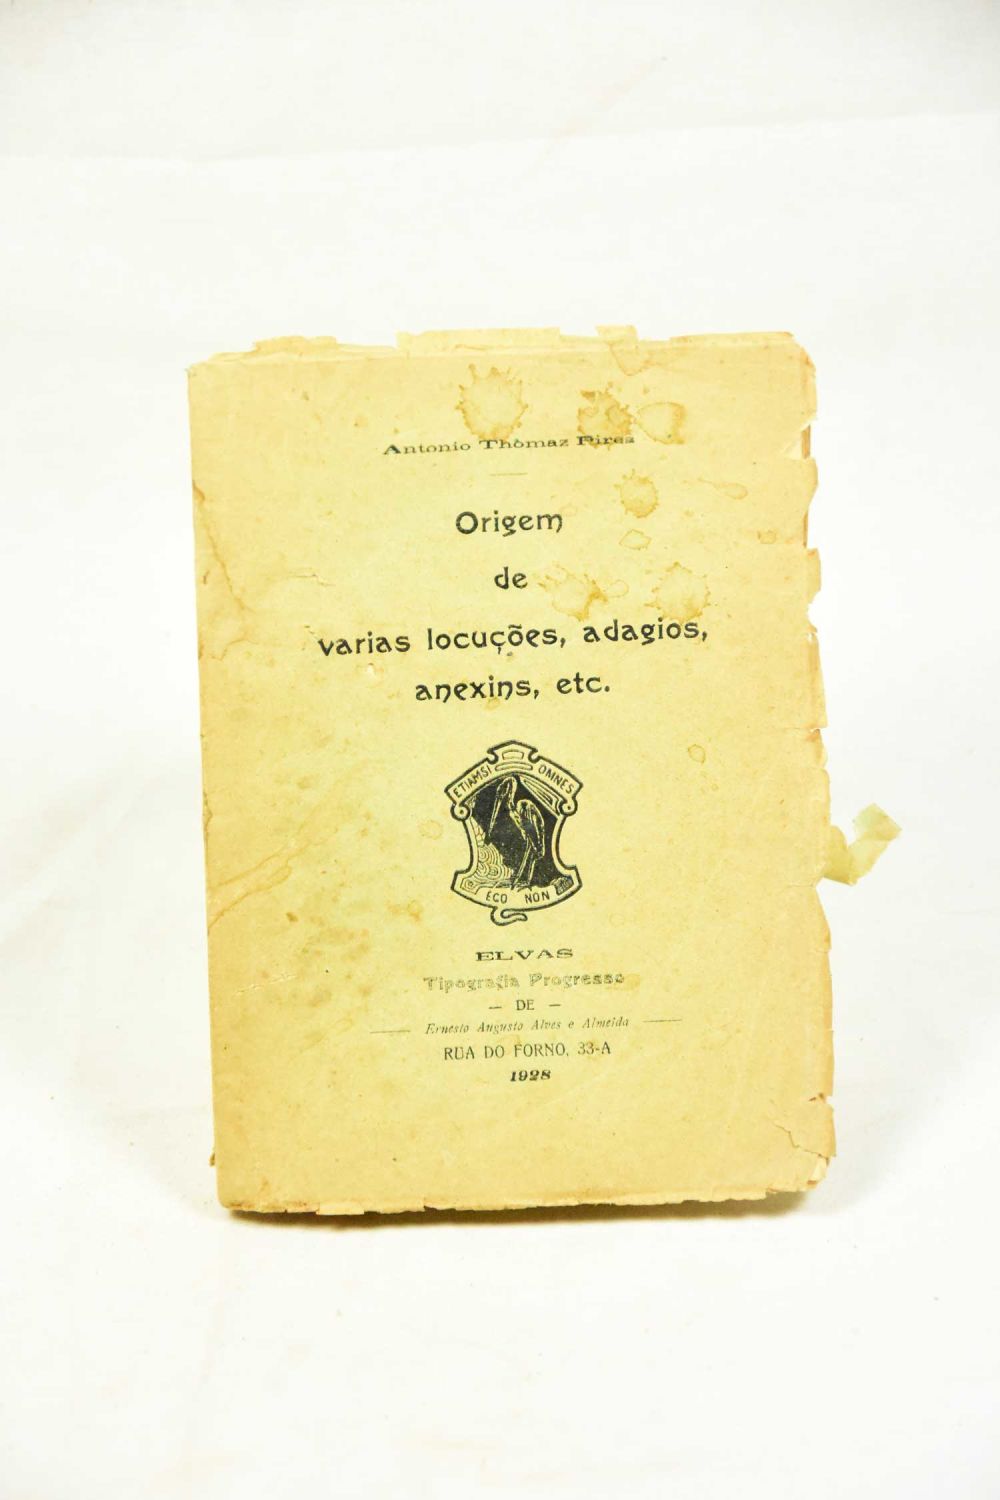 Antonio Thomaz Pires
Origem
de
varias locuções, adagios,
anexins, etc.
ETIAMSI OMNES
EGO NON
ELVAS
Tipografia Progresso
— DE —
Ernesto Augusto Alves e Almeida
RUA DO FORNO, 33-A
1928